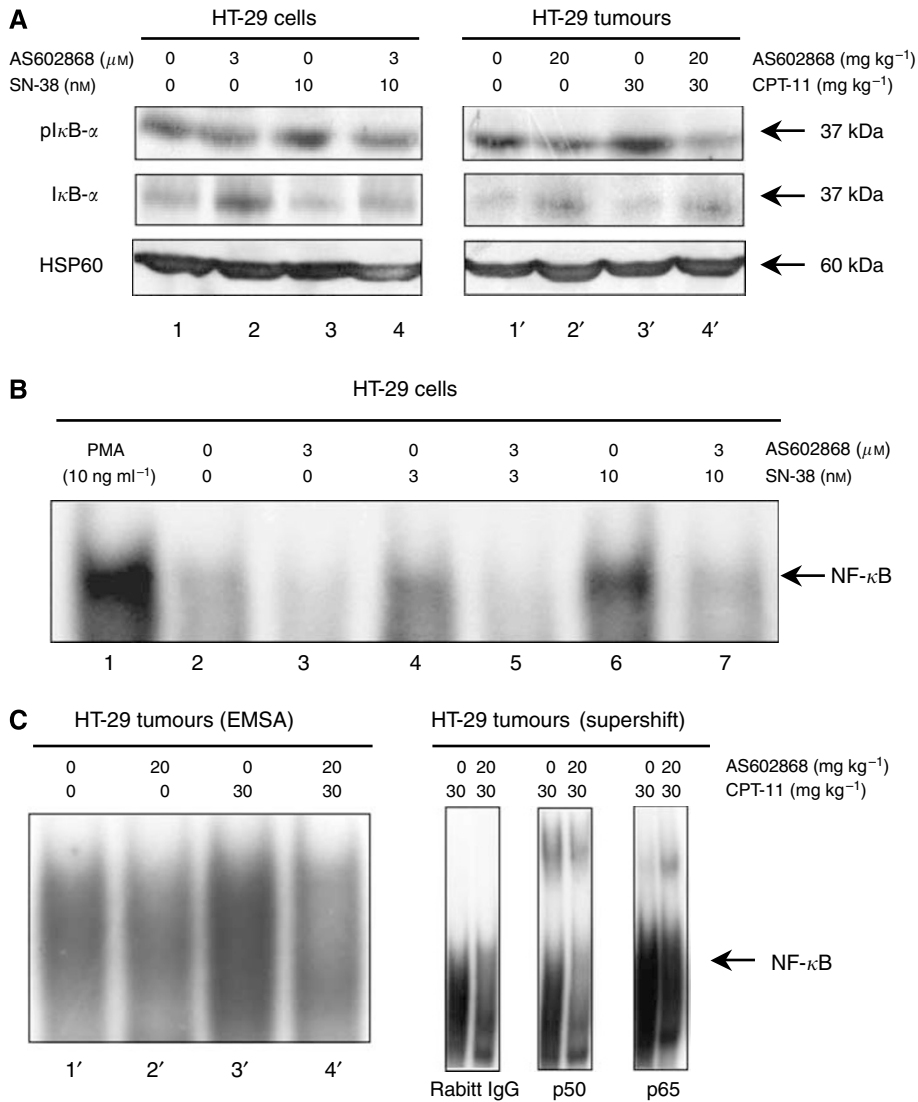 A
HT-29 cells
HT-29 tumours
AS602868 (μM) 0 3 0 3 0 20 0 20 AS602868 (mg kg⁻¹)
SN-38 (nM) 0 0 10 10 0 0 30 30 CPT-11 (mg kg⁻¹)
pIκB-α 37 kDa
IκB-α 37 kDa
HSP60 60 kDa
1 2 3 4 1′ 2′ 3′ 4′
B
HT-29 cells
PMA 0 3 0 3 0 3 AS602868 (μM)
(10 ng ml⁻¹) 0 0 3 3 10 10 SN-38 (nM)
NF-κB
1 2 3 4 5 6 7
C
HT-29 tumours (EMSA)
HT-29 tumours (supershift)
0 20 0 20 0 20 0 20 0 20 AS602868 (mg kg⁻¹)
0 0 30 30 30 30 30 30 30 30 CPT-11 (mg kg⁻¹)
NF-κB
1′ 2′ 3′ 4′
Rabitt IgG p50 p65